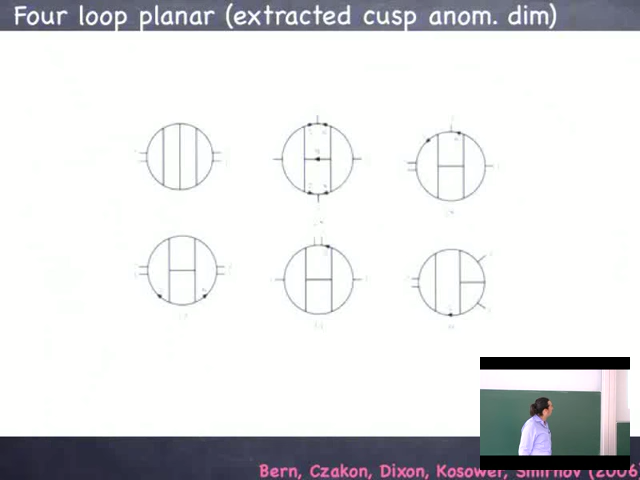 Four loop planar (extracted cusp anom. dim)
Bern, Czakon, Dixon, Kosower, Smirnov (2006)